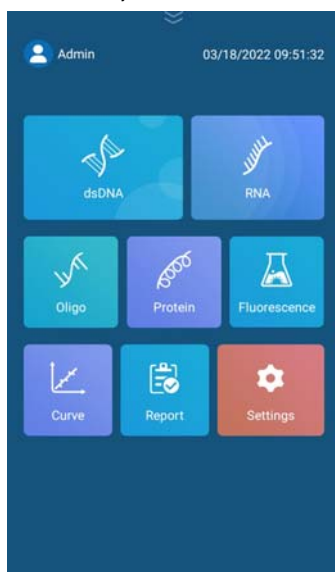 Admin 03/18/2022 09:51:32
dsDNA RNA
Oligo Protein Fluorescence
Curve Report Settings